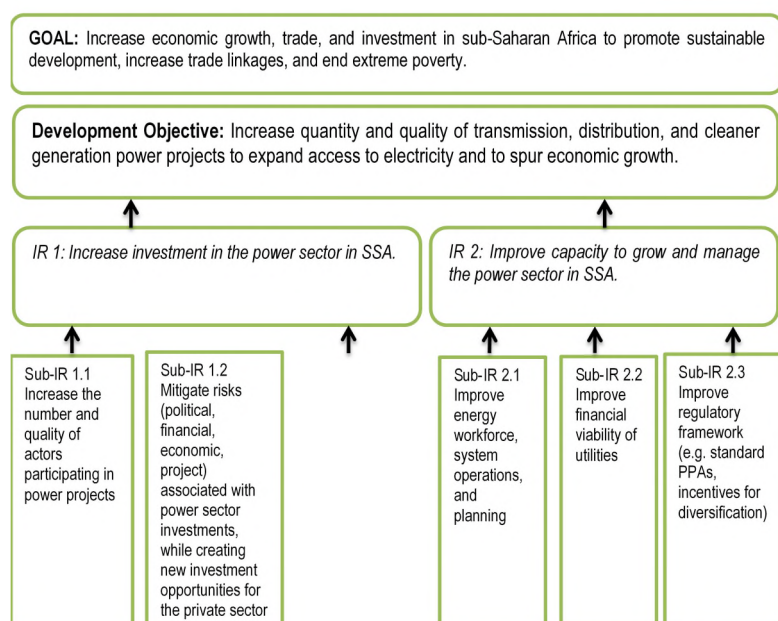 GOAL: Increase economic growth, trade, and investment in sub-Saharan Africa to promote sustainable
development, increase trade linkages, and end extreme poverty.
Development Objective: Increase quantity and quality of transmission, distribution, and cleaner
generation power projects to expand access to electricity and to spur economic growth.
IR 1: Increase investment in the power sector in SSA.
IR 2: Improve capacity to grow and manage
the power sector in SSA.
Sub-IR 1.1
Increase the
number and
quality of
actors
participating in
power projects
Sub-IR 1.2
Mitigate risks
(political,
financial,
economic,
project)
associated with
power sector
investments,
while creating
new investment
opportunities for
the private sector
Sub-IR 2.1
Improve
energy
workforce,
system
operations,
and
planning
Sub-IR 2.2
Improve
financial
viability of
utilities
Sub-IR 2.3
Improve
regulatory
framework
(e.g. standard
PPAs,
incentives for
diversification)